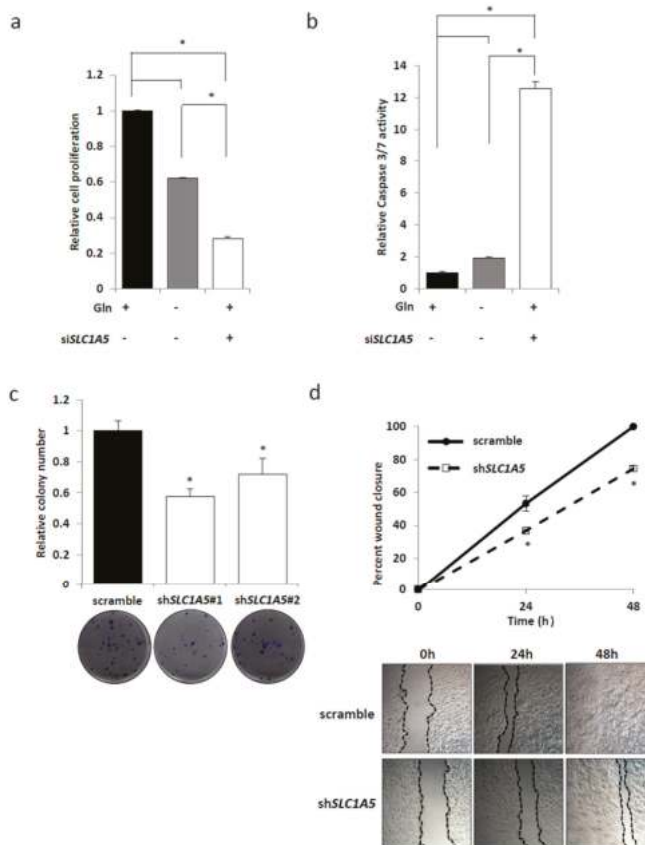 a
*
*
Relative cell proliferation
1.2
1
0.8
0.6
0.4
0.2
0
Gln + - +
siSLC1A5 - - +
b
*
*
Relative Caspase 3/7 activity
14
12
10
8
6
4
2
0
Gln + - +
siSLC1A5 - - +
c
Relative colony number
1.2
1
0.8
0.6
0.4
0.2
0
*
*
scramble shSLC1A5#1 shSLC1A5#2
d
Percent wound closure
100
80
60
40
20
0
scramble
shSLC1A5
*
*
0 24 48
Time (h)
0h 24h 48h
scramble
shSLC1A5